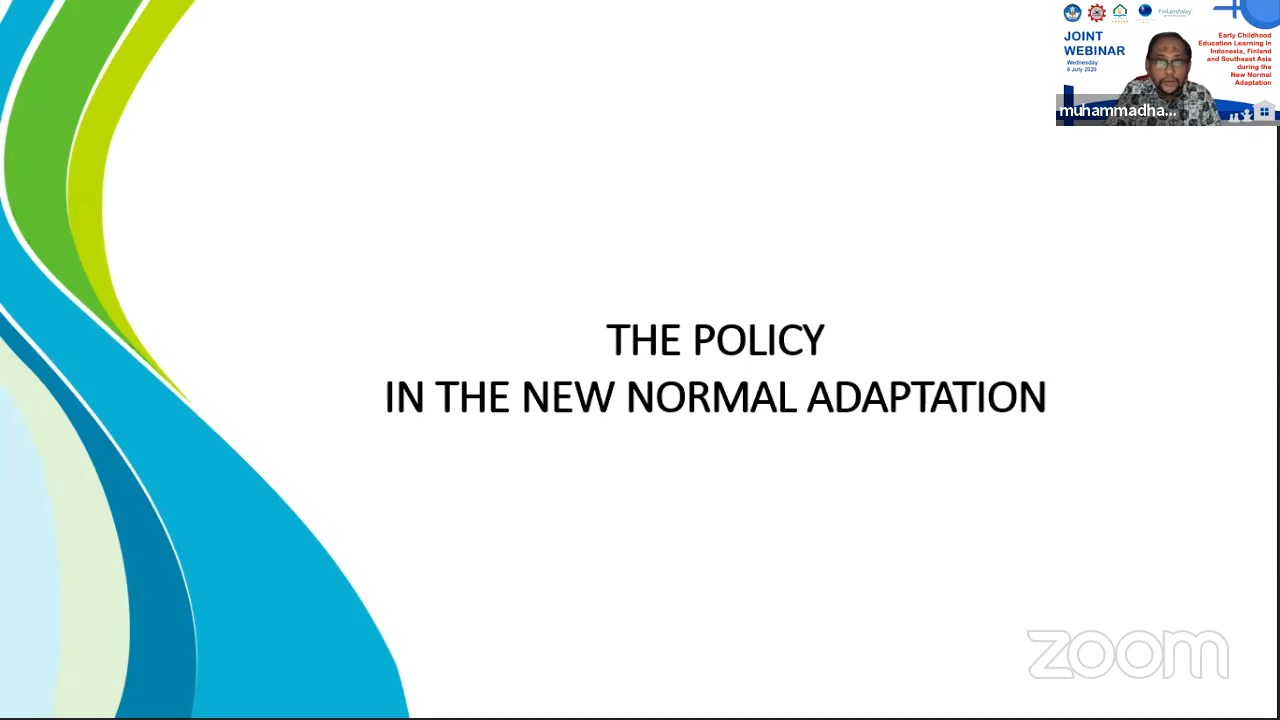 FinlandWay
JOINT
WEBINAR
Wednesday
8 July 2020
Early Childhood
Education Learning in
Indonesia, Finland
and Southeast Asia
during the
New Normal
Adaptation
muhammadha...
THE POLICY
IN THE NEW NORMAL ADAPTATION
zoom